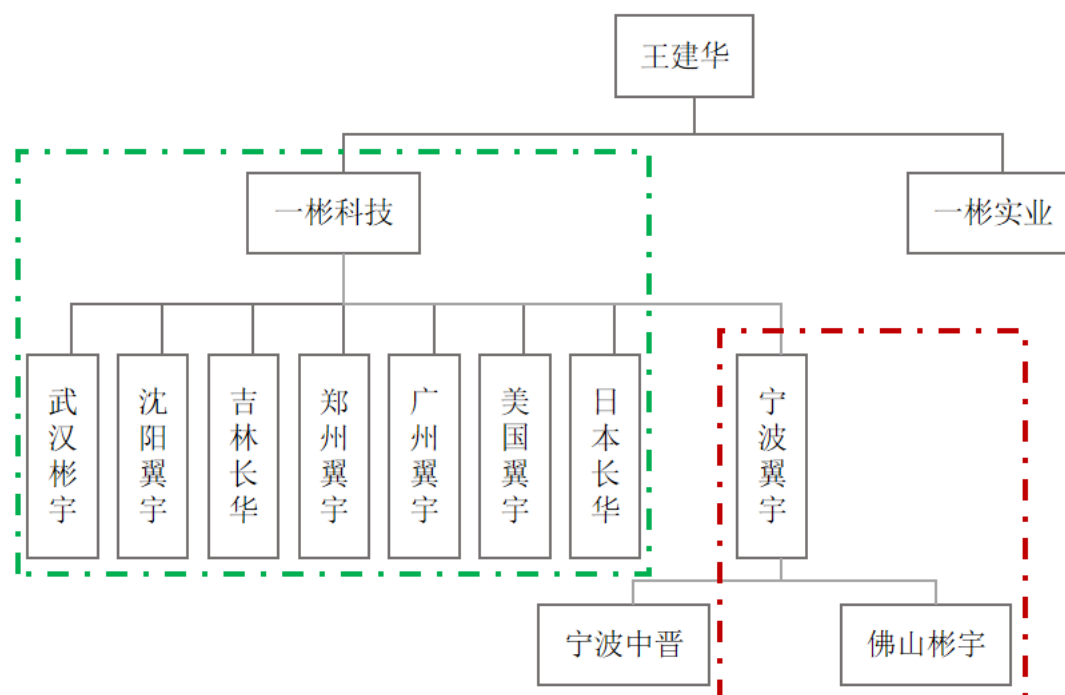 王建华
一彬科技
一彬实业
武汉彬宇
沈阳翼宇
吉林长华
郑州翼宇
广州翼宇
美国翼宇
日本长华
宁波翼宇
宁波中晋
佛山彬宇